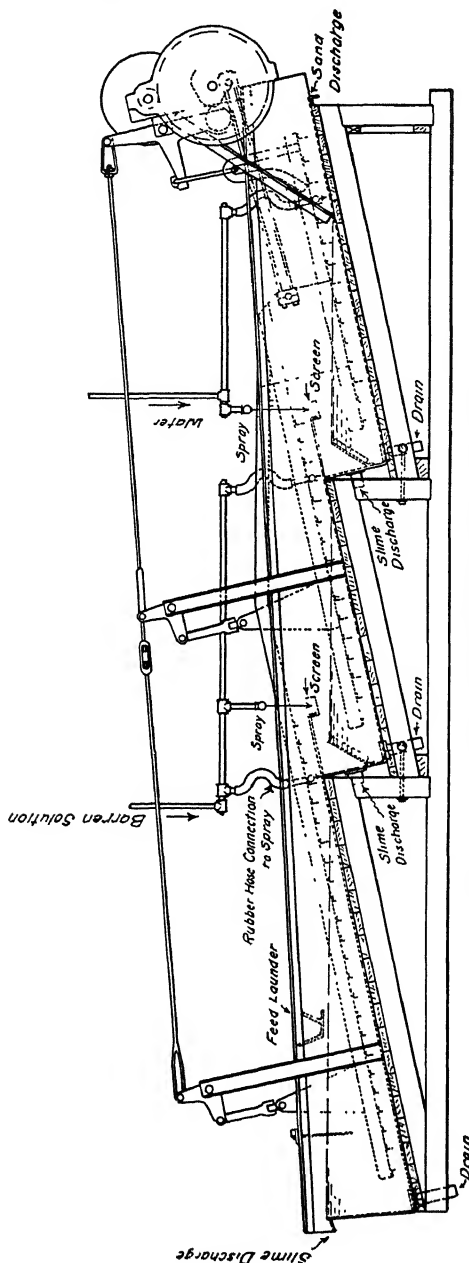 Sand
Discharge
Water
Spray
Screen
Drain
Slime
Discharge
Barren Solution
Spray
Screen
Rubber Hose Connection
to Spray
Drain
Slime
Discharge
Feed Launder
Drain
Slime Discharge